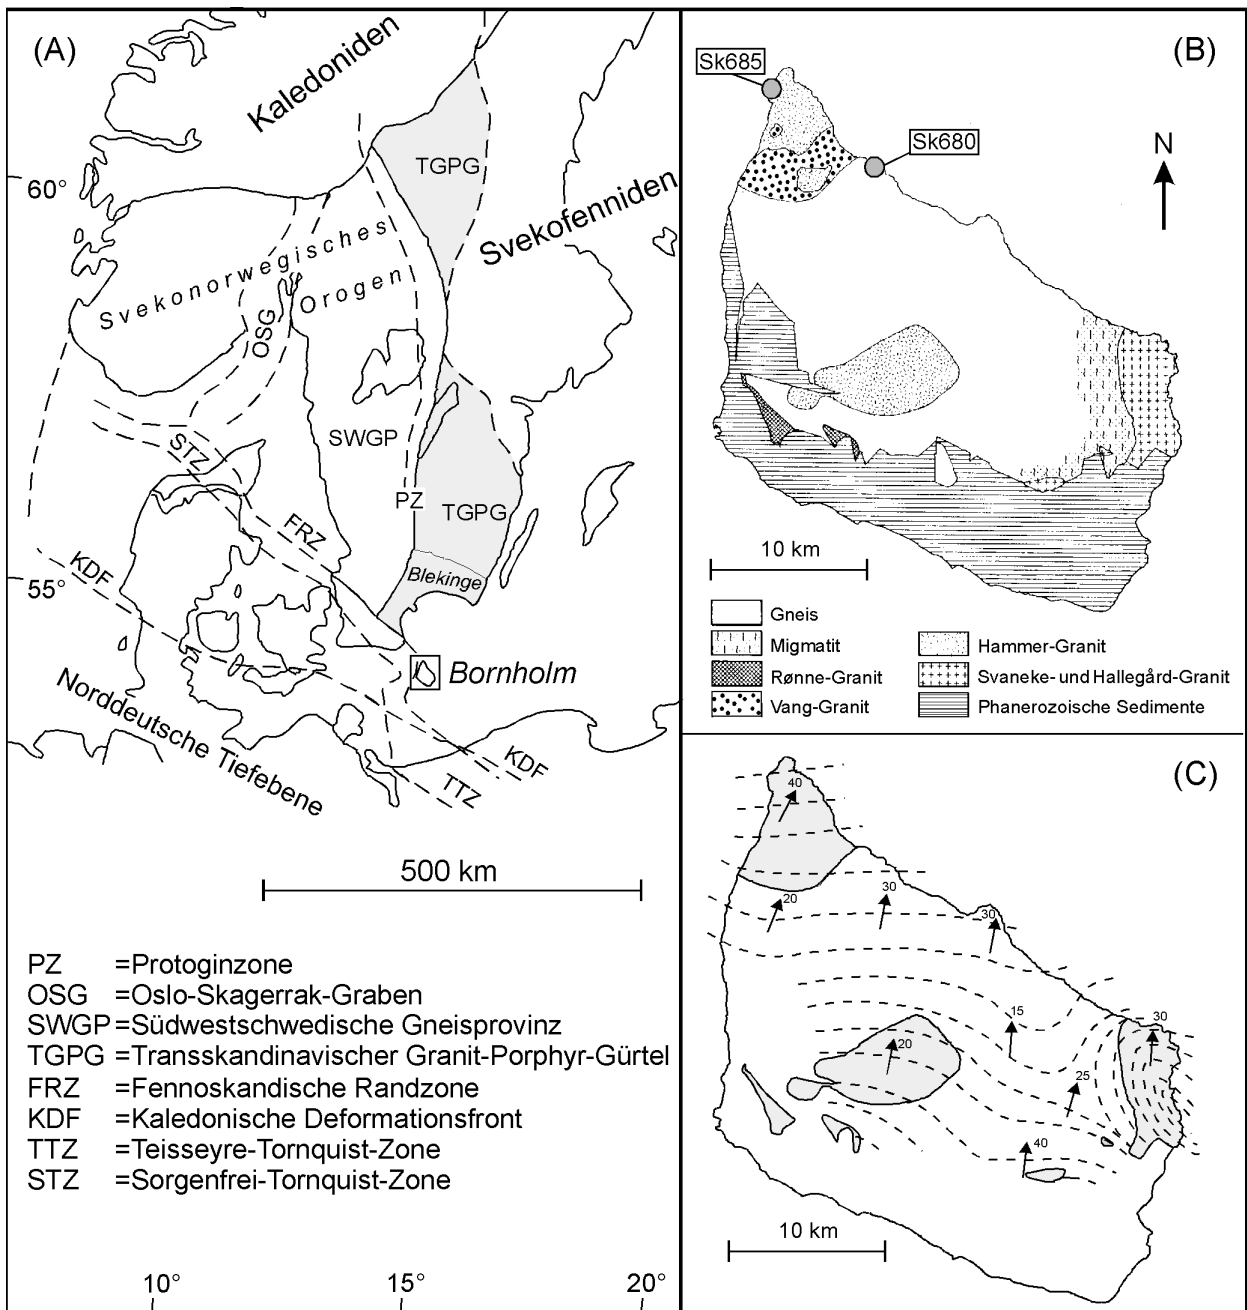 (A)
Kaledoniden
60°
TGPG
Svekofenniden
Svekonorwegisches
Orogen
OSG
SWGP
STZ
PZ
TGPG
FRZ
KDF
55°
Blekinge
Bornholm
Norddeutsche Tiefebene
KDF
TTZ
500 km
PZ =Protoginzone
OSG =Oslo-Skagerrak-Graben
SWGP =Südwestschwedische Gneisprovinz
TGPG =Transskandinavischer Granit-Porphyr-Gürtel
FRZ =Fennoskandische Randzone
KDF =Kaledonische Deformationsfront
TTZ =Teisseyre-Tornquist-Zone
STZ =Sorgenfrei-Tornquist-Zone
10° 15° 20°
(B)
Sk685
Sk680
N
10 km
Gneis
Migmatit
Rønne-Granit
Vang-Granit
Hammer-Granit
Svaneke- und Hallegård-Granit
Phanerozoische Sedimente
(C)
40
20
30
30
15
30
20
25
40
10 km